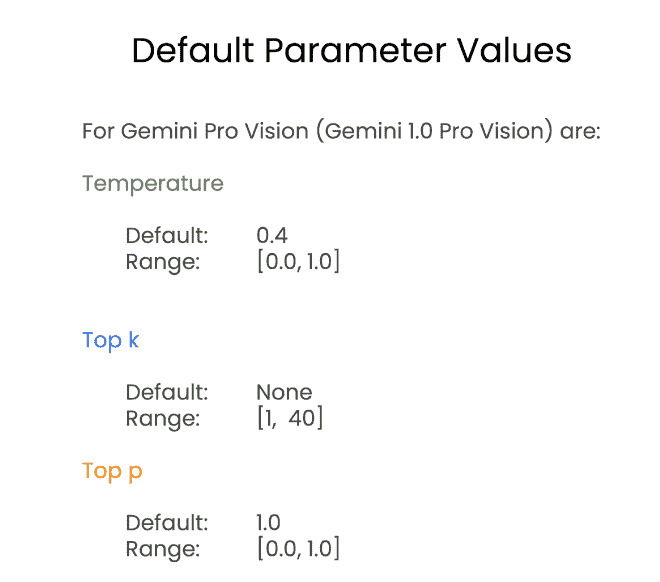 Default Parameter Values
For Gemini Pro Vision (Gemini 1.0 Pro Vision) are:
Temperature
Default: 0.4
Range: [0.0, 1.0]
Top k
Default: None
Range: [1, 40]
Top p
Default: 1.0
Range: [0.0, 1.0]